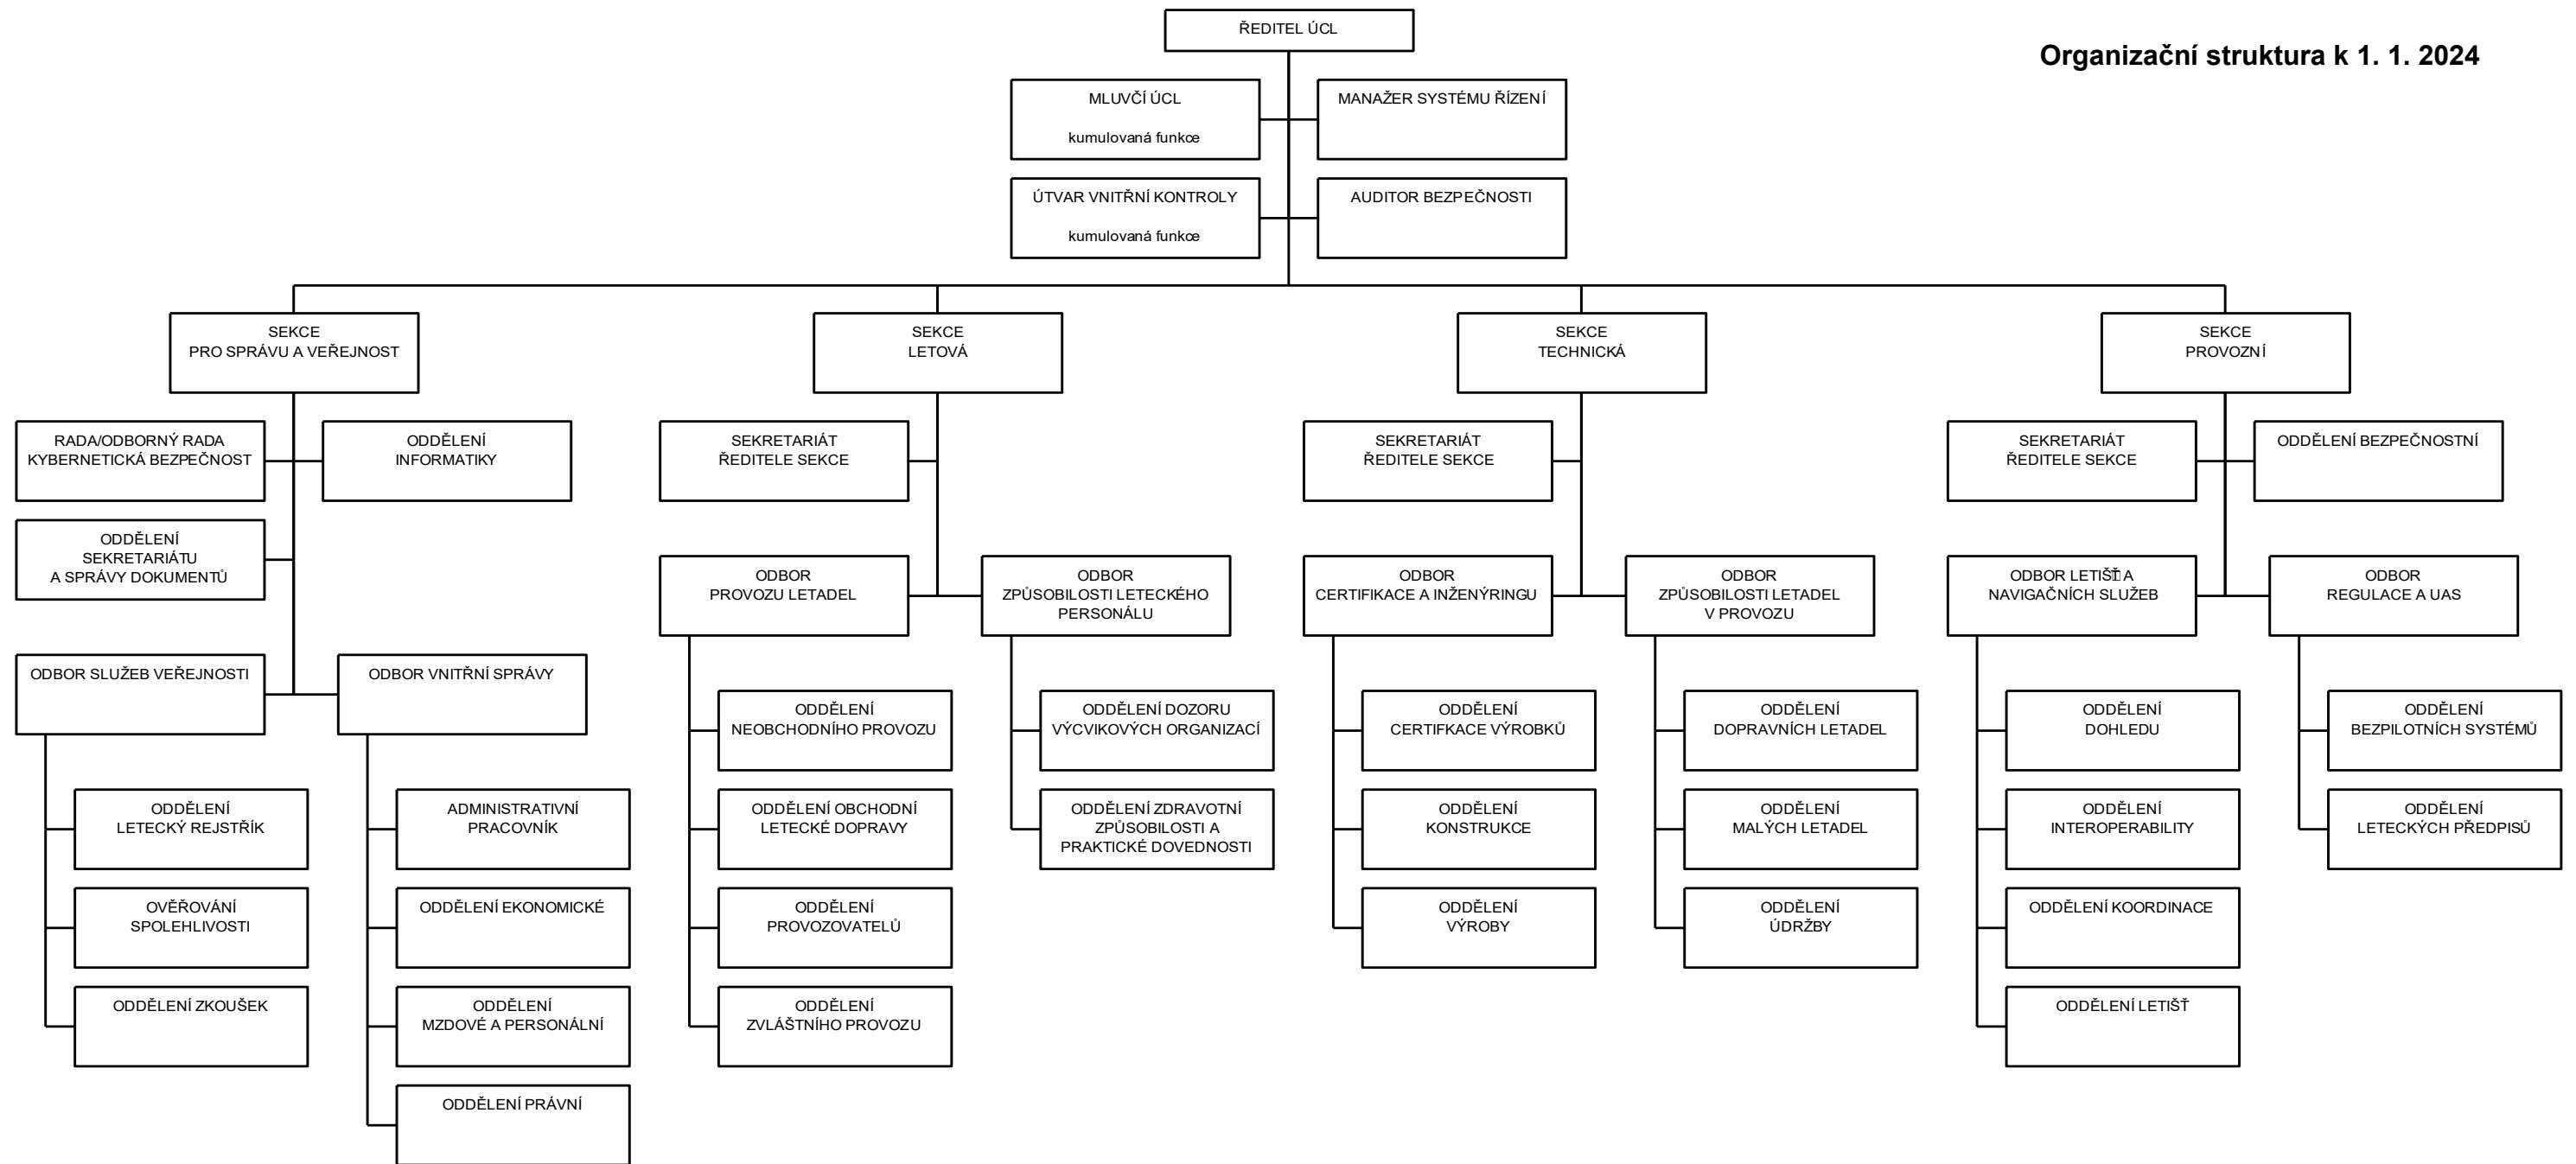 ŘEDITEL ÚCL
Organizační struktura k 1. 1. 2024
MLUVČÍ ÚCL
kumulovaná funkce
MANAŽER SYSTÉMU ŘÍZENÍ
ÚTVAR VNITŘNÍ KONTROLY
kumulovaná funkce
AUDITOR BEZPEČNOSTI
SEKCE
PRO SPRÁVU A VEŘEJNOST
SEKCE
LETOVÁ
SEKCE
TECHNICKÁ
SEKCE
PROVOZNÍ
RADA/ODBORNÝ RADA
KYBERNETICKÁ BEZPEČNOST
ODDĚLENÍ
INFORMATIKY
SEKRETARIÁT
ŘEDITELE SEKCE
SEKRETARIÁT
ŘEDITELE SEKCE
SEKRETARIÁT
ŘEDITELE SEKCE
ODDĚLENÍ BEZPEČNOSTNÍ
ODDĚLENÍ
SEKRETARIÁTU
A SPRÁVY DOKUMENTŮ
ODBOR
PROVOZU LETADEL
ODBOR
ZPŮSOBILOSTI LETECKÉHO
PERSONÁLU
ODBOR
CERTIFIKACE A INŽENÝRINGU
ODBOR
ZPŮSOBILOSTI LETADEL
V PROVOZU
ODBOR LETIŠŤ A
NAVIGAČNÍCH SLUŽEB
ODBOR
REGULACE A UAS
ODBOR SLUŽEB VEŘEJNOSTI
ODBOR VNITŘNÍ SPRÁVY
ODDĚLENÍ
NEOBCHODNÍHO PROVOZU
ODDĚLENÍ DOZORU
VÝCVIKOVÝCH ORGANIZACÍ
ODDĚLENÍ
CERTIFKACE VÝROBKŮ
ODDĚLENÍ
DOPRAVNÍCH LETADEL
ODDĚLENÍ
DOHLEDU
ODDĚLENÍ
BEZPILOTNÍCH SYSTÉMŮ
ODDĚLENÍ
LETECKÝ REJSTŘÍK
ADMINISTRATIVNÍ
PRACOVNÍK
ODDĚLENÍ OBCHODNÍ
LETECKÉ DOPRAVY
ODDĚLENÍ ZDRAVOTNÍ
ZPŮSOBILOSTI A
PRAKTICKÉ DOVEDNOSTI
ODDĚLENÍ
KONSTRUKCE
ODDĚLENÍ
MALÝCH LETADEL
ODDĚLENÍ
INTEROPERABILITY
ODDĚLENÍ
LETECKÝCH PŘEDPISŮ
OVĚŘOVÁNÍ
SPOLEHLIVOSTI
ODDĚLENÍ EKONOMICKÉ
ODDĚLENÍ
PROVOZOVATELŮ
ODDĚLENÍ
VÝROBY
ODDĚLENÍ
ÚDRŽBY
ODDĚLENÍ KOORDINACE
ODDĚLENÍ ZKOUŠEK
ODDĚLENÍ
MZDOVÉ A PERSONÁLNÍ
ODDĚLENÍ
ZVLÁŠTNÍHO PROVOZU
ODDĚLENÍ LETIŠŤ
ODDĚLENÍ PRÁVNÍ